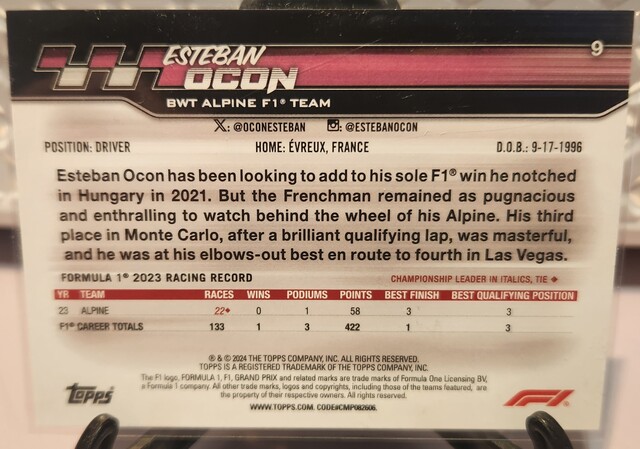 9
ESTEBAN
OCON
BWT ALPINE F1® TEAM
X: @OCONESTEBAN @ESTEBANOCON
POSITION: DRIVER HOME: ÉVREUX, FRANCE D.O.B.: 9-17-1996
Esteban Ocon has been looking to add to his sole F1® win he notched
in Hungary in 2021. But the Frenchman remained as pugnacious
and enthralling to watch behind the wheel of his Alpine. His third
place in Monte Carlo, after a brilliant qualifying lap, was masterful,
and he was at his elbows-out best en route to fourth in Las Vegas.
FORMULA 1® 2023 RACING RECORD CHAMPIONSHIP LEADER IN ITALICS, TIE ♦
YR TEAM RACES WINS PODIUMS POINTS BEST FINISH BEST QUALIFYING POSITION
23 ALPINE 22♦ 0 1 58 3 3
F1® CAREER TOTALS 133 1 3 422 1 3
® & © 2024 THE TOPPS COMPANY, INC. ALL RIGHTS RESERVED.
TOPPS IS A REGISTERED TRADEMARK OF THE TOPPS COMPANY, INC.
The F1 logo, FORMULA 1, F1, GRAND PRIX and related marks are trade marks of Formula One Licensing BV,
a Formula 1 company. All other trade marks, logos and copyrights, including those of the teams featured, are
the property of their respective owners. All rights reserved.
WWW.TOPPS.COM. CODE#CMP082606.
Topps
F1